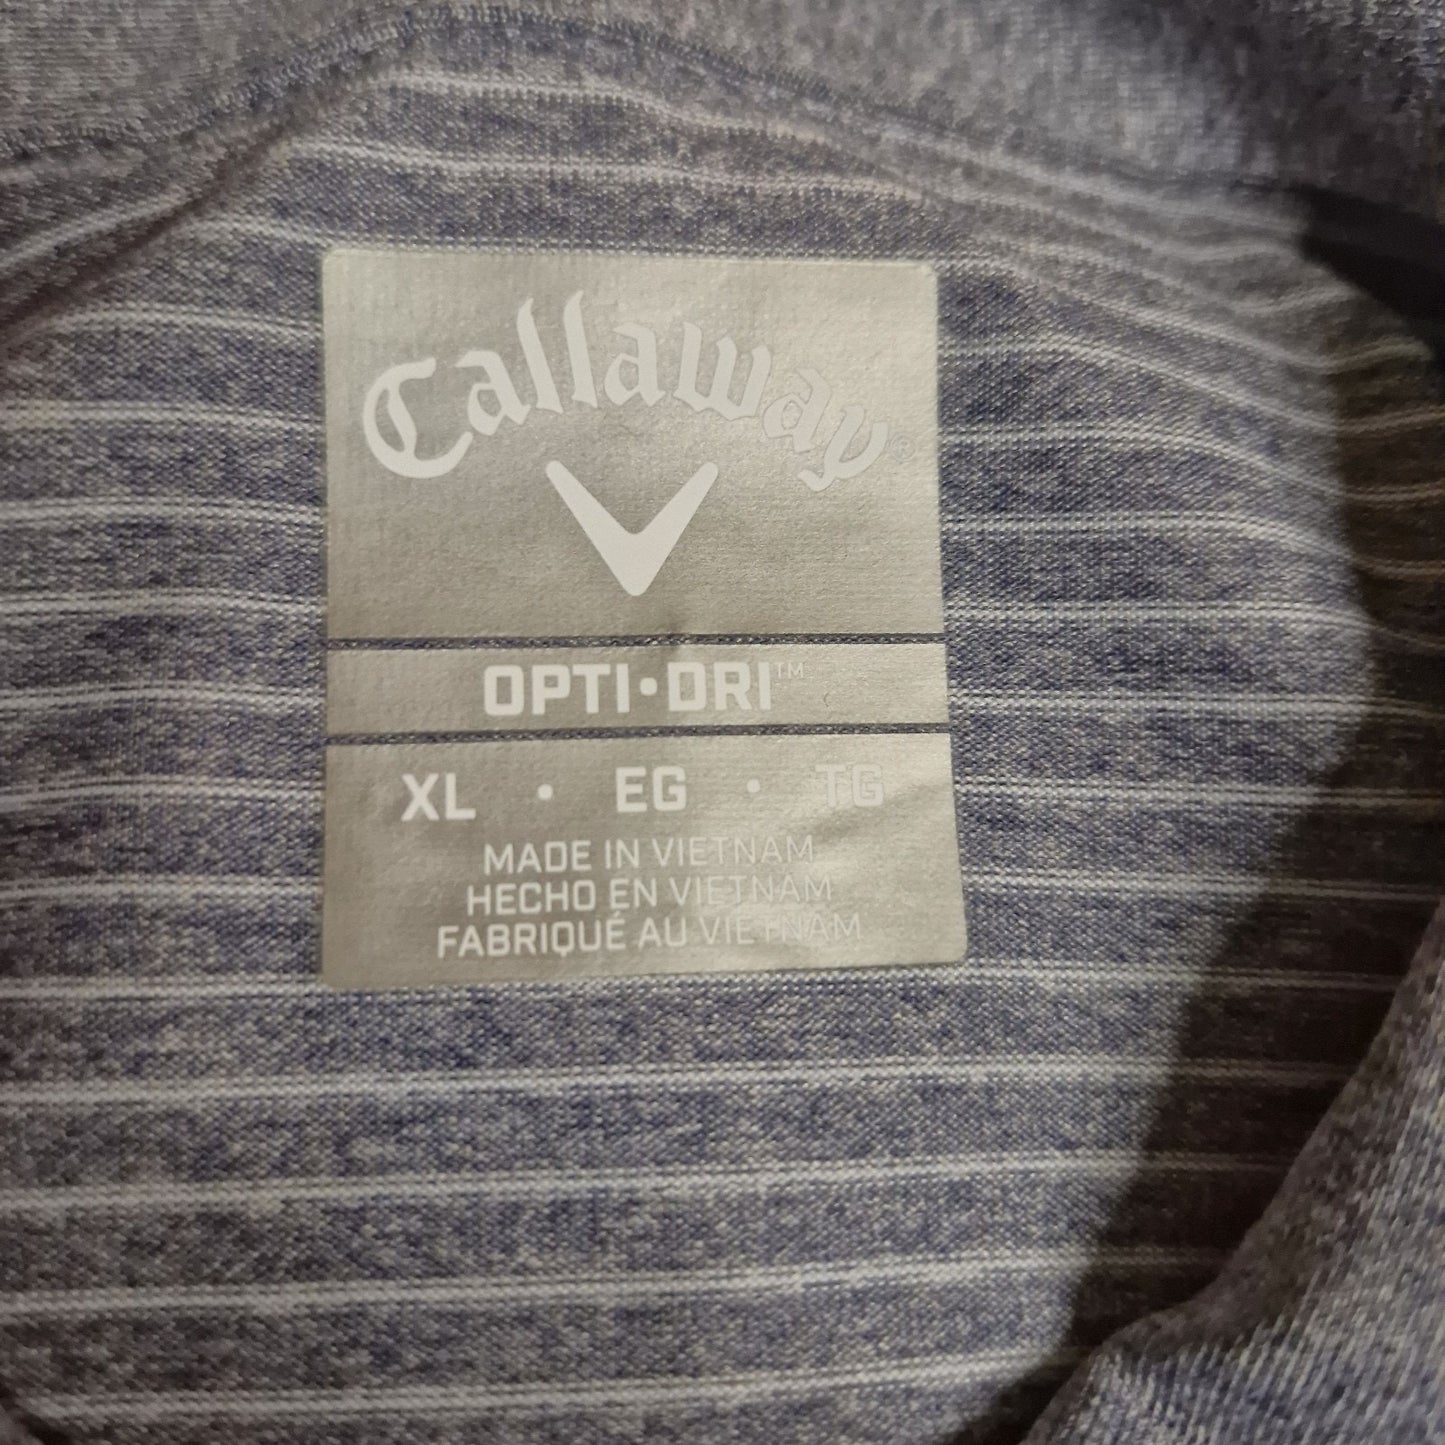 Callaway®
OPTI•DRI™
XL • EG • TG
MADE IN VIETNAM
HECHO EN VIETNAM
FABRIQUÉ AU VIETNAM